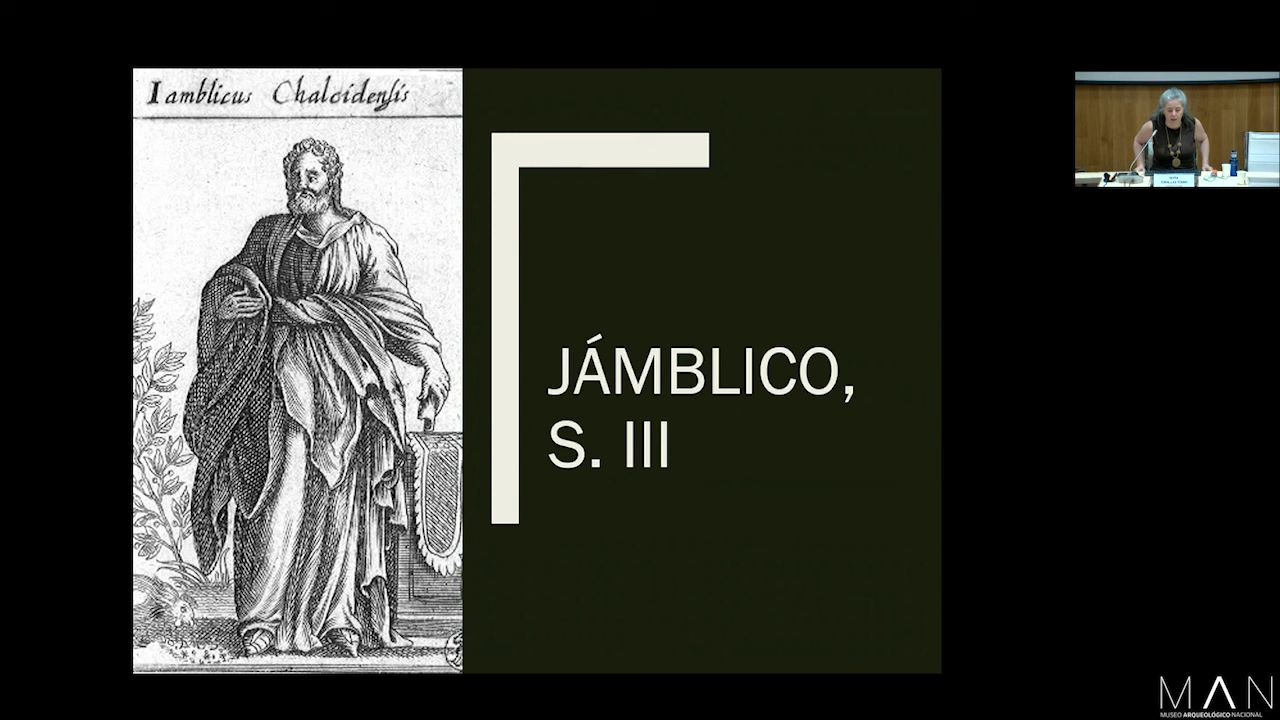 Iamblicus Chalcidensis
JÁMBLICO,
S. III
MAN
MUSEO ARQUEOLÓGICO NACIONAL